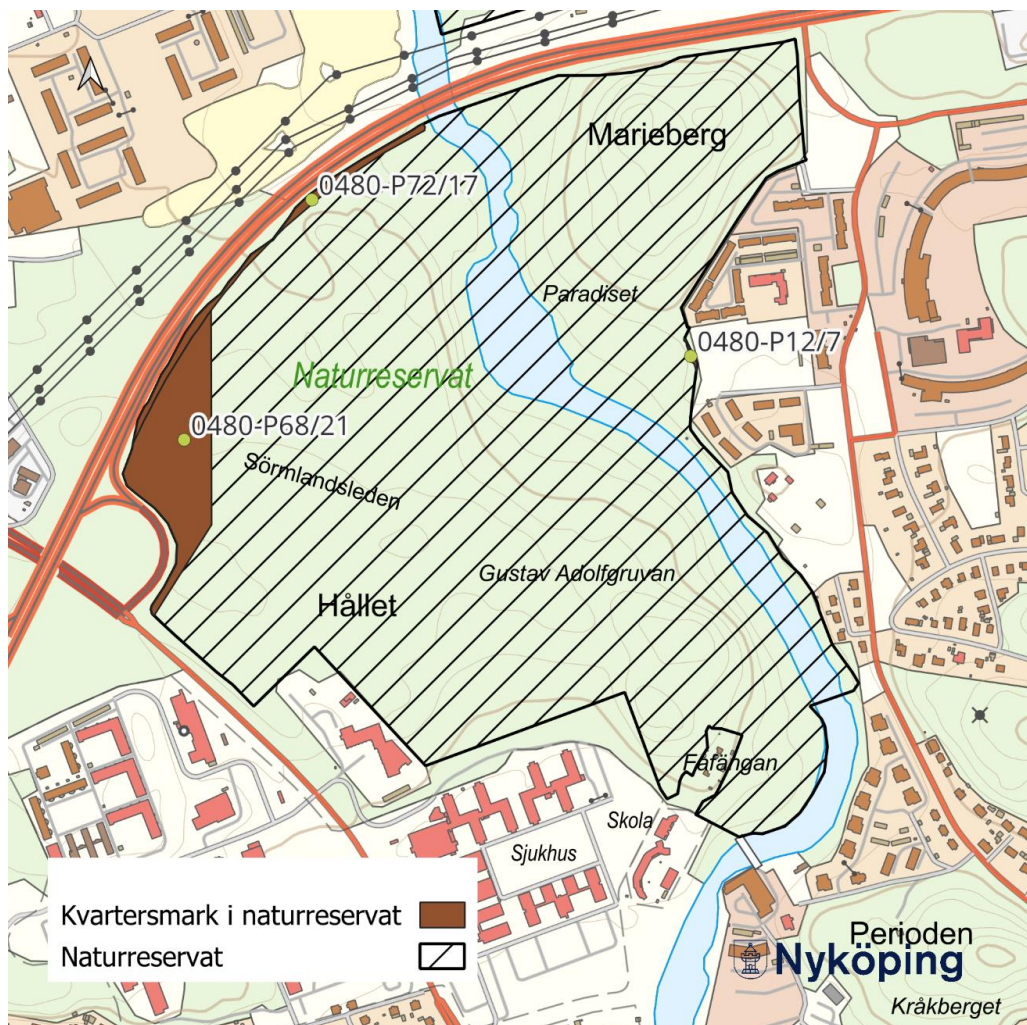 Marieberg
0480-P72/17
Paradiset
0480-P12/7
Naturreservat
0480-P68/21
Sörmlandsleden
Gustav Adolfgruvan
Hållet
Fafängan
Skola
Sjukhus
Kvartersmark i naturreservat
Naturreservat
Perioden
Nyköping
Kråkberget